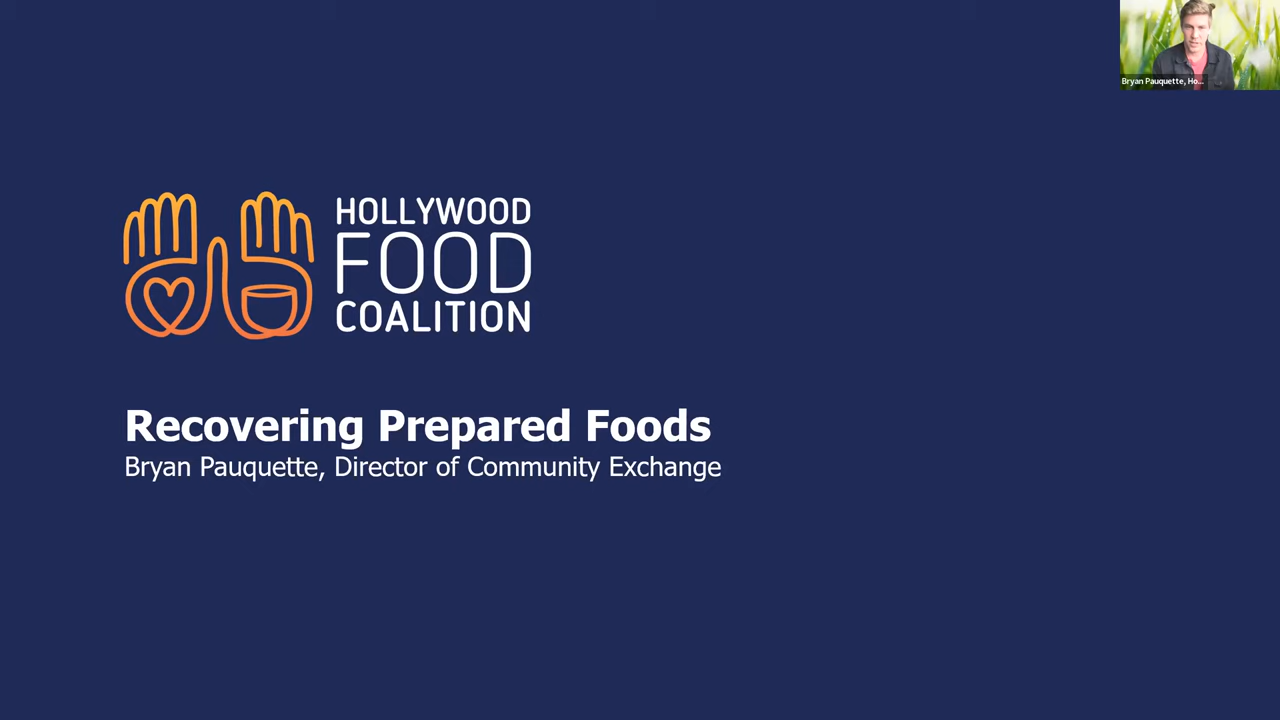 Bryan Pauquette, Ho...
HOLLYWOOD
FOOD
COALITION
Recovering Prepared Foods
Bryan Pauquette, Director of Community Exchange